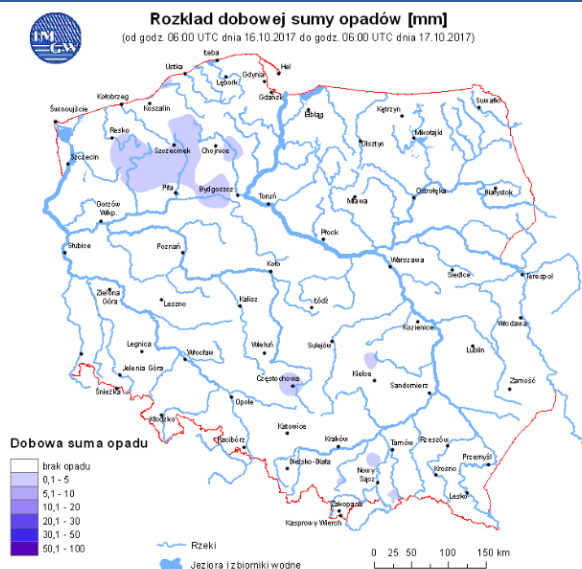 IMGW
Rozklad dobowej sumy opadów [mm]
(od godz. 06:00 UTC dnia 16.10.2017 do godz. 06:00 UTC dnia 17.10.2017)
Łeba
Ustka
Hel
Gdynia
Lębork
Gdańsk
Kołobrzeg
Koszalin
Świnoujście
Elbląg
Kętrzyn
Suwałki
Resko
Szczecinek
Chojnice
Olsztyn
Mikołajki
Szczecin
Piła
Bydgoszcz
Toruń
Mława
Ostrołęka
Białystok
Gorzów
Wlkp.
Płock
Słubice
Poznań
Koło
Warszawa
Siedlce
Terespol
Zielona
Góra
Leszno
Kalisz
Łódź
Kozienice
Włodawa
Legnica
Wrocław
Wieluń
Sulejów
Lublin
Jelenia Góra
Śnieżka
Częstochowa
Kielce
Sandomierz
Zamość
Opole
Kłodzko
Racibórz
Katowice
Kraków
Tarnów
Rzeszów
Przemyśl
Bielsko-Biała
Nowy
Sącz
Krosno
Lesko
Zakopane
Kasprowy Wierch
Dobowa suma opadu
brak opadu
0,1 - 5
5,1 - 10
10,1 - 20
20,1 - 30
30,1 - 50
50,1 - 100
Rzeki
Jeziora i zbiorniki wodne
0 25 50 100 150 km